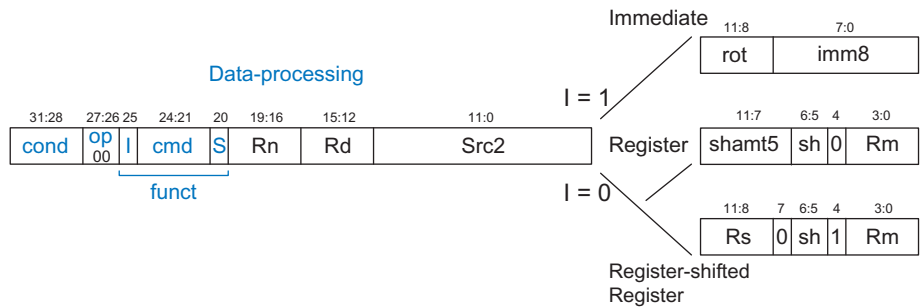 Immediate
11:8 7:0
rot imm8
Data-processing
I = 1
31:28 27:26 25 24:21 20 19:16 15:12 11:0
cond op 00 I cmd S Rn Rd Src2
funct
I = 0
Register
11:7 6:5 4 3:0
shamt5 sh 0 Rm
11:8 7 6:5 4 3:0
Rs 0 sh 1 Rm
Register-shifted
Register